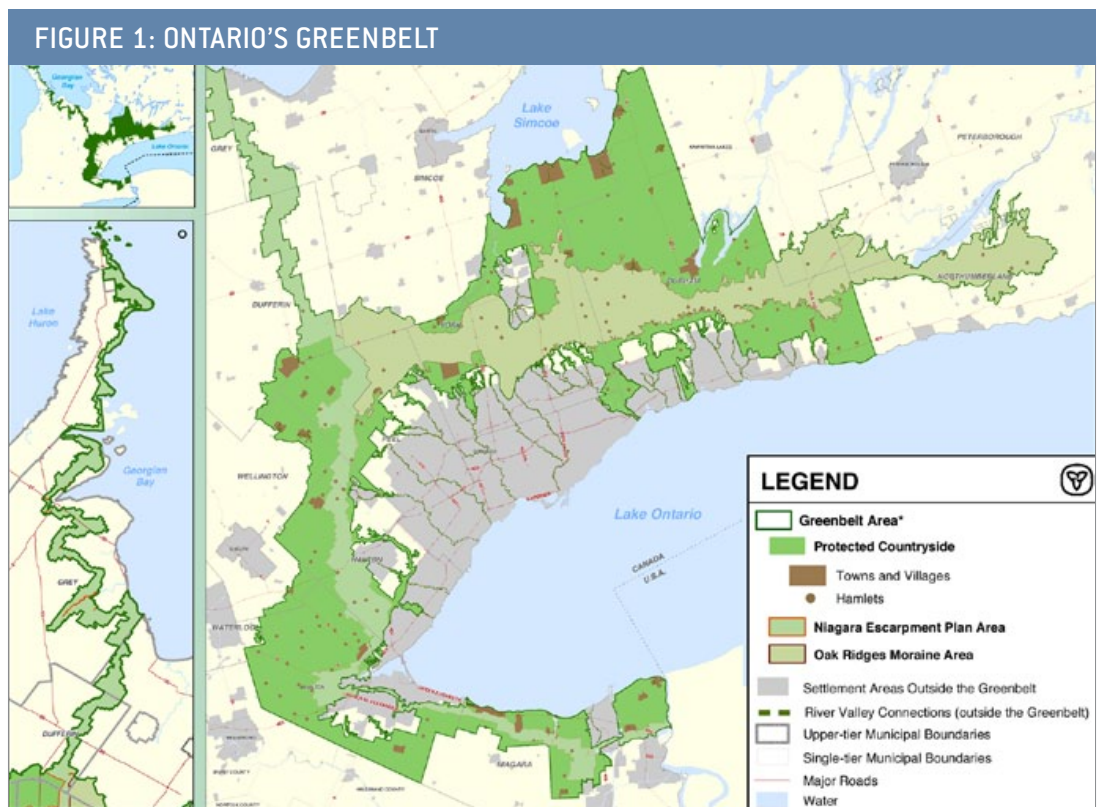 FIGURE 1: ONTARIO'S GREENBELT
Georgian
Bay
Lake Ontario
Lake
Huron
Georgian
Bay
GREY
DUFFERIN
GREY
SIMCOE
Lake
Simcoe
PETERBOROUGH
DUFFERIN
NORTHUMBERLAND
DURHAM
YORK
PEEL
WELLINGTON
WATERLOO
Lake Ontario
CANADA
U.S.A.
NIAGARA
LEGEND
Greenbelt Area*
Protected Countryside
Towns and Villages
Hamlets
Niagara Escarpment Plan Area
Oak Ridges Moraine Area
Settlement Areas Outside the Greenbelt
River Valley Connections (outside the Greenbelt)
Upper-tier Municipal Boundaries
Single-tier Municipal Boundaries
Major Roads
Water